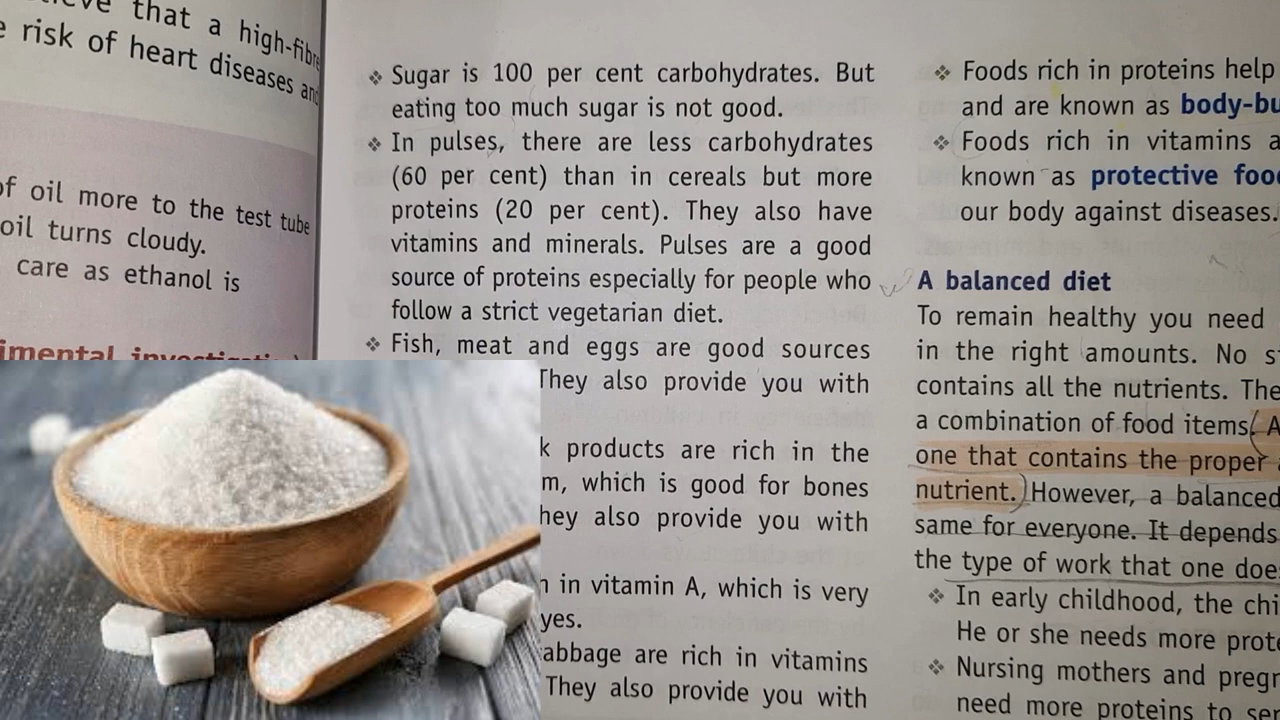 that a high-fibre
risk of heart diseases and
of oil more to the test tube
oil turns cloudy.
care as ethanol is
❖ Sugar is 100 per cent carbohydrates. But
eating too much sugar is not good.
❖ In pulses, there are less carbohydrates
(60 per cent) than in cereals but more
proteins (20 per cent). They also have
vitamins and minerals. Pulses are a good
source of proteins especially for people who
follow a strict vegetarian diet.
❖ Fish, meat and eggs are good sources
They also provide you with
products are rich in the
which is good for bones
They also provide you with
in vitamin A, which is very
are rich in vitamins
They also provide you with
❖ Foods rich in proteins help
and are known as body-bu
❖ Foods rich in vitamins a
known as protective foo
our body against diseases.
A balanced diet
To remain healthy you need
in the right amounts. No
contains all the nutrients. The
a combination of food items. A
one that contains the proper
nutrient. However, a balanced
same for everyone. It depends
the type of work that one doe
❖ In early childhood, the chi
He or she needs more prote
❖ Nursing mothers and pregn
need more proteins to ser